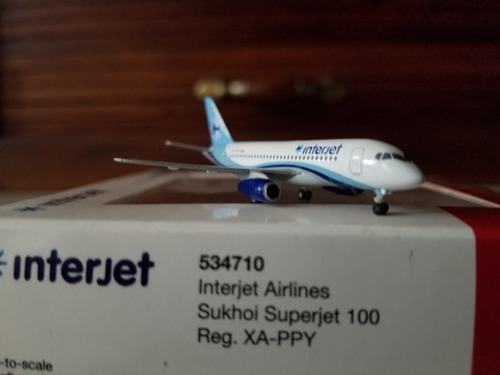 interjet
interjet
534710
Interjet Airlines
Sukhoi Superjet 100
Reg. XA-PPY
-to-scale